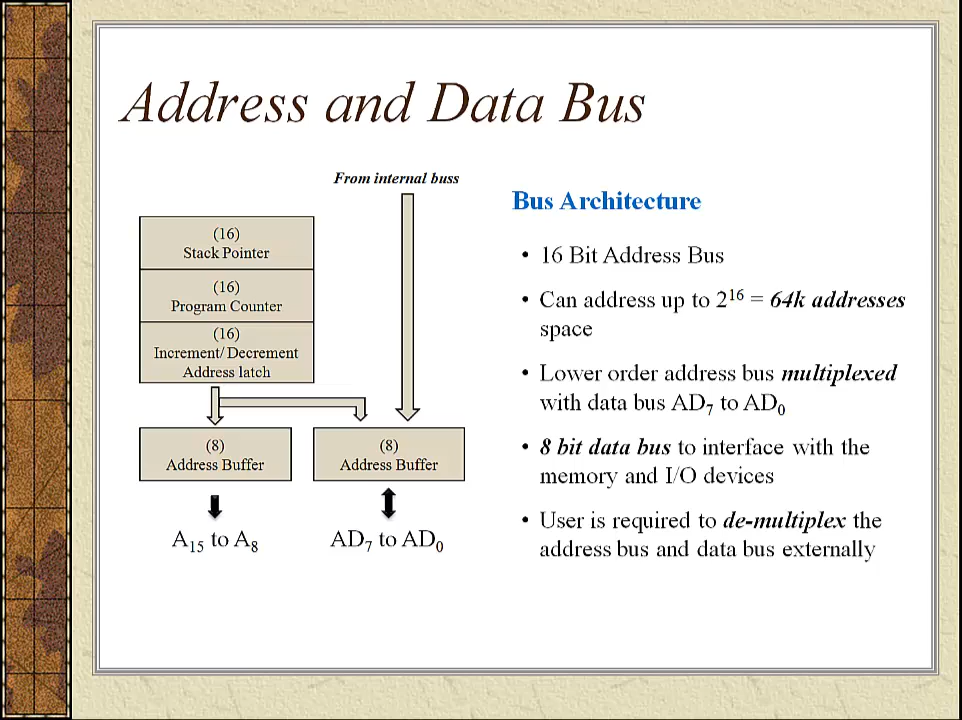 Address and Data Bus
From internal buss
(16)
Stack Pointer
(16)
Program Counter
(16)
Increment/ Decrement
Address latch
(8)
Address Buffer
(8)
Address Buffer
A15 to A8
AD7 to AD0
Bus Architecture
• 16 Bit Address Bus
• Can address up to 2^16 = 64k addresses
space
• Lower order address bus multiplexed
with data bus AD7 to AD0
• 8 bit data bus to interface with the
memory and I/O devices
• User is required to de-multiplex the
address bus and data bus externally